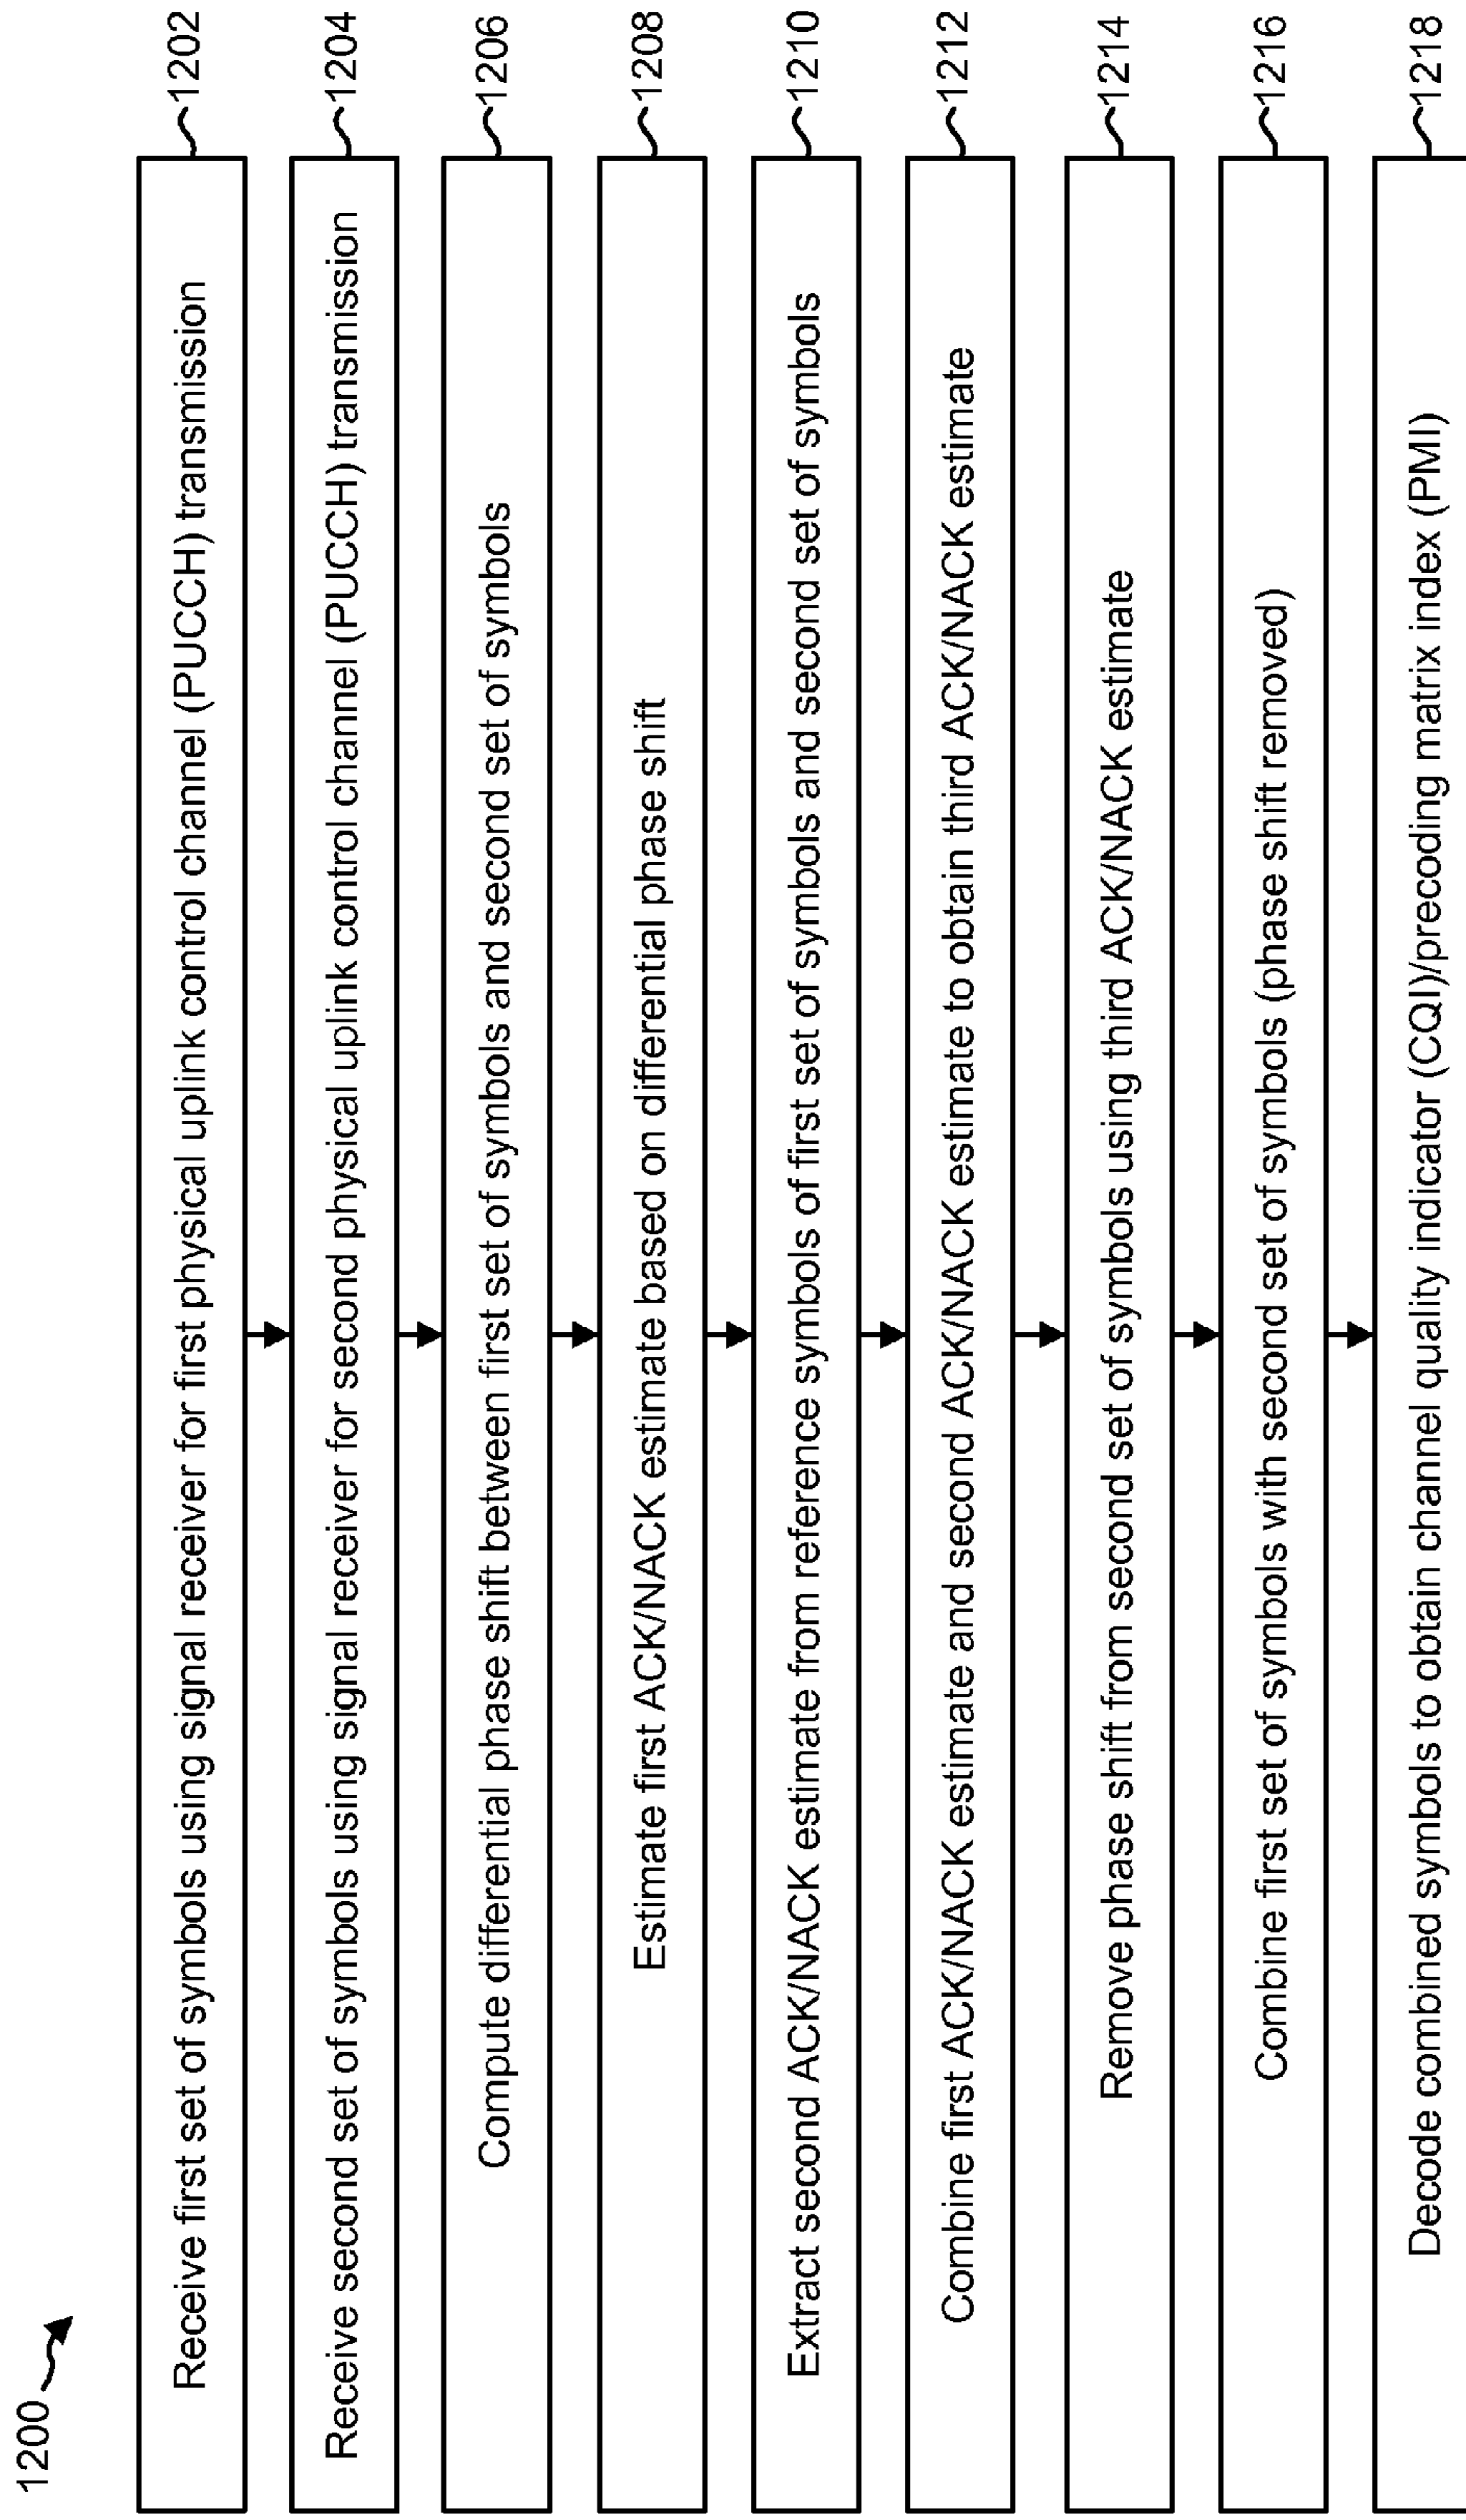 1200
Receive first set of symbols using signal receiver for first physical uplink control channel (PUCCH) transmission
1202
Receive second set of symbols using signal receiver for second physical uplink control channel (PUCCH) transmission
1204
Compute differential phase shift between first set of symbols and second set of symbols
1206
Estimate first ACK/NACK estimate based on differential phase shift
1208
Extract second ACK/NACK estimate from reference symbols of first set of symbols and second set of symbols
1210
Combine first ACK/NACK estimate and second ACK/NACK estimate to obtain third ACK/NACK estimate
1212
Remove phase shift from second set of symbols using third ACK/NACK estimate
1214
Combine first set of symbols with second set of symbols (phase shift removed)
1216
Decode combined symbols to obtain channel quality indicator (CQI)/precoding matrix index (PMI)
1218